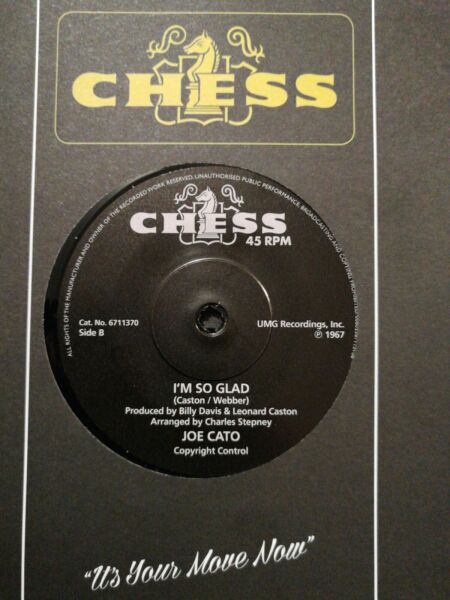 CHESS
ALL RIGHTS OF THE MANUFACTURER AND OWNER OF THE RECORDED WORK RESERVED. UNAUTHORISED PUBLIC PERFORMANCE, BROADCASTING AND COPYING PROHIBITED
CHESS
45 RPM
Cat. No. 6711370
Side B
UMG Recordings, Inc.
℗ 1967
I'M SO GLAD
(Caston / Webber)
Produced by Billy Davis & Leonard Caston
Arranged by Charles Stepney
JOE CATO
Copyright Control
"It's Your Move Now"